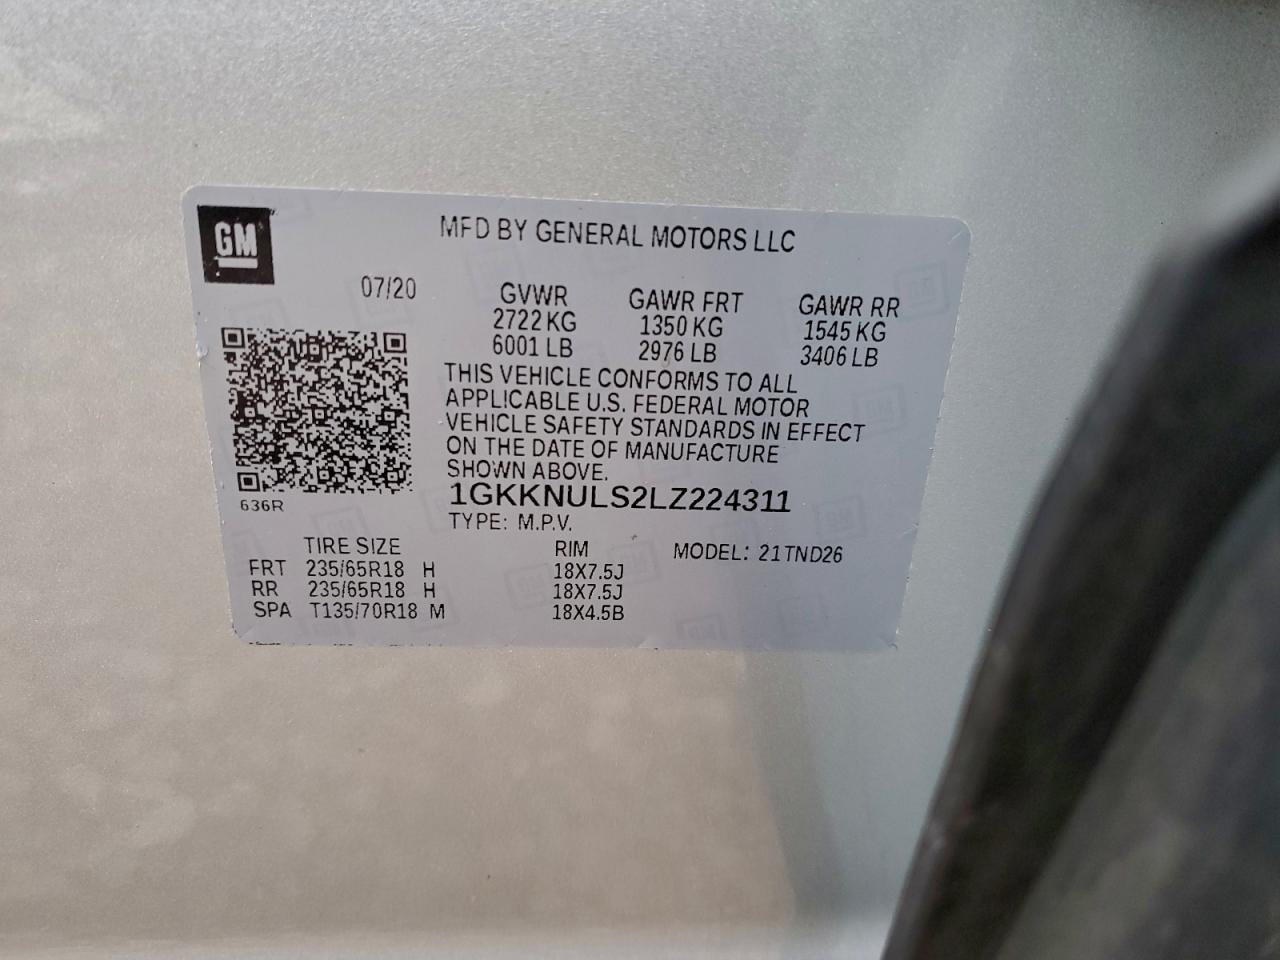 GM
MFD BY GENERAL MOTORS LLC
07/20 GVWR GAWR FRT GAWR RR
2722 KG 1350 KG 1545 KG
6001 LB 2976 LB 3406 LB
THIS VEHICLE CONFORMS TO ALL
APPLICABLE U.S. FEDERAL MOTOR
VEHICLE SAFETY STANDARDS IN EFFECT
ON THE DATE OF MANUFACTURE
SHOWN ABOVE.
1GKKNULS2LZ224311
636R
TYPE: M.P.V.
TIRE SIZE RIM MODEL: 21TND26
FRT 235/65R18 H 18X7.5J
RR 235/65R18 H 18X7.5J
SPA T135/70R18 M 18X4.5B